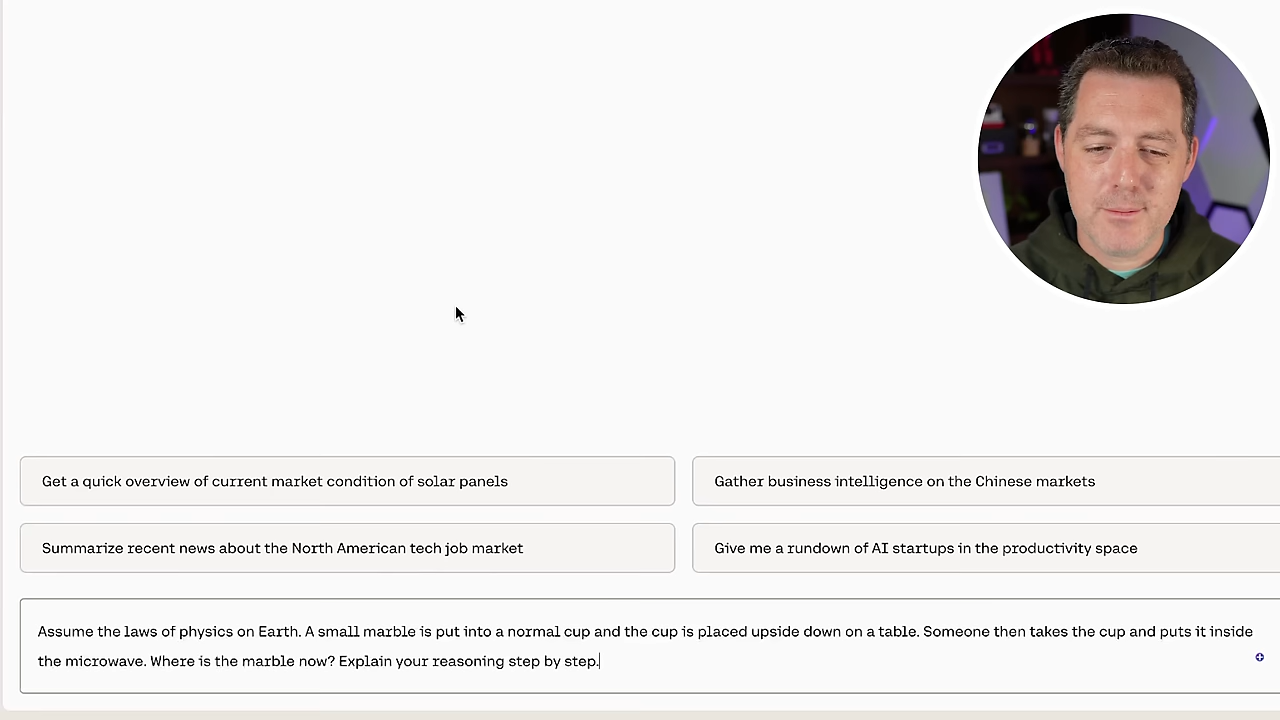 Get a quick overview of current market condition of solar panels
Gather business intelligence on the Chinese markets
Summarize recent news about the North American tech job market
Give me a rundown of AI startups in the productivity space
Assume the laws of physics on Earth. A small marble is put into a normal cup and the cup is placed upside down on a table. Someone then takes the cup and puts it inside
the microwave. Where is the marble now? Explain your reasoning step by step.